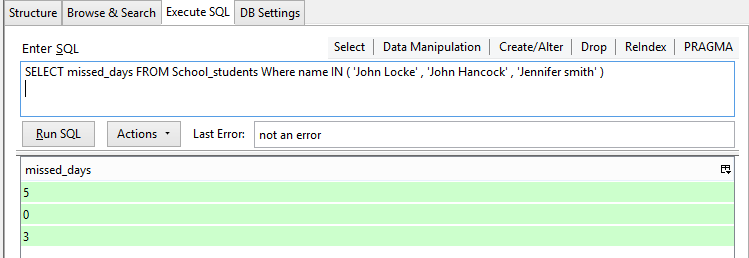 Structure Browse & Search Execute SQL DB Settings
Enter SQL Select Data Manipulation Create/Alter Drop ReIndex PRAGMA
SELECT missed_days FROM School_students Where name IN ( 'John Locke' , 'John Hancock' , 'Jennifer smith' )
Run SQL Actions Last Error: not an error
missed_days
5
0
3